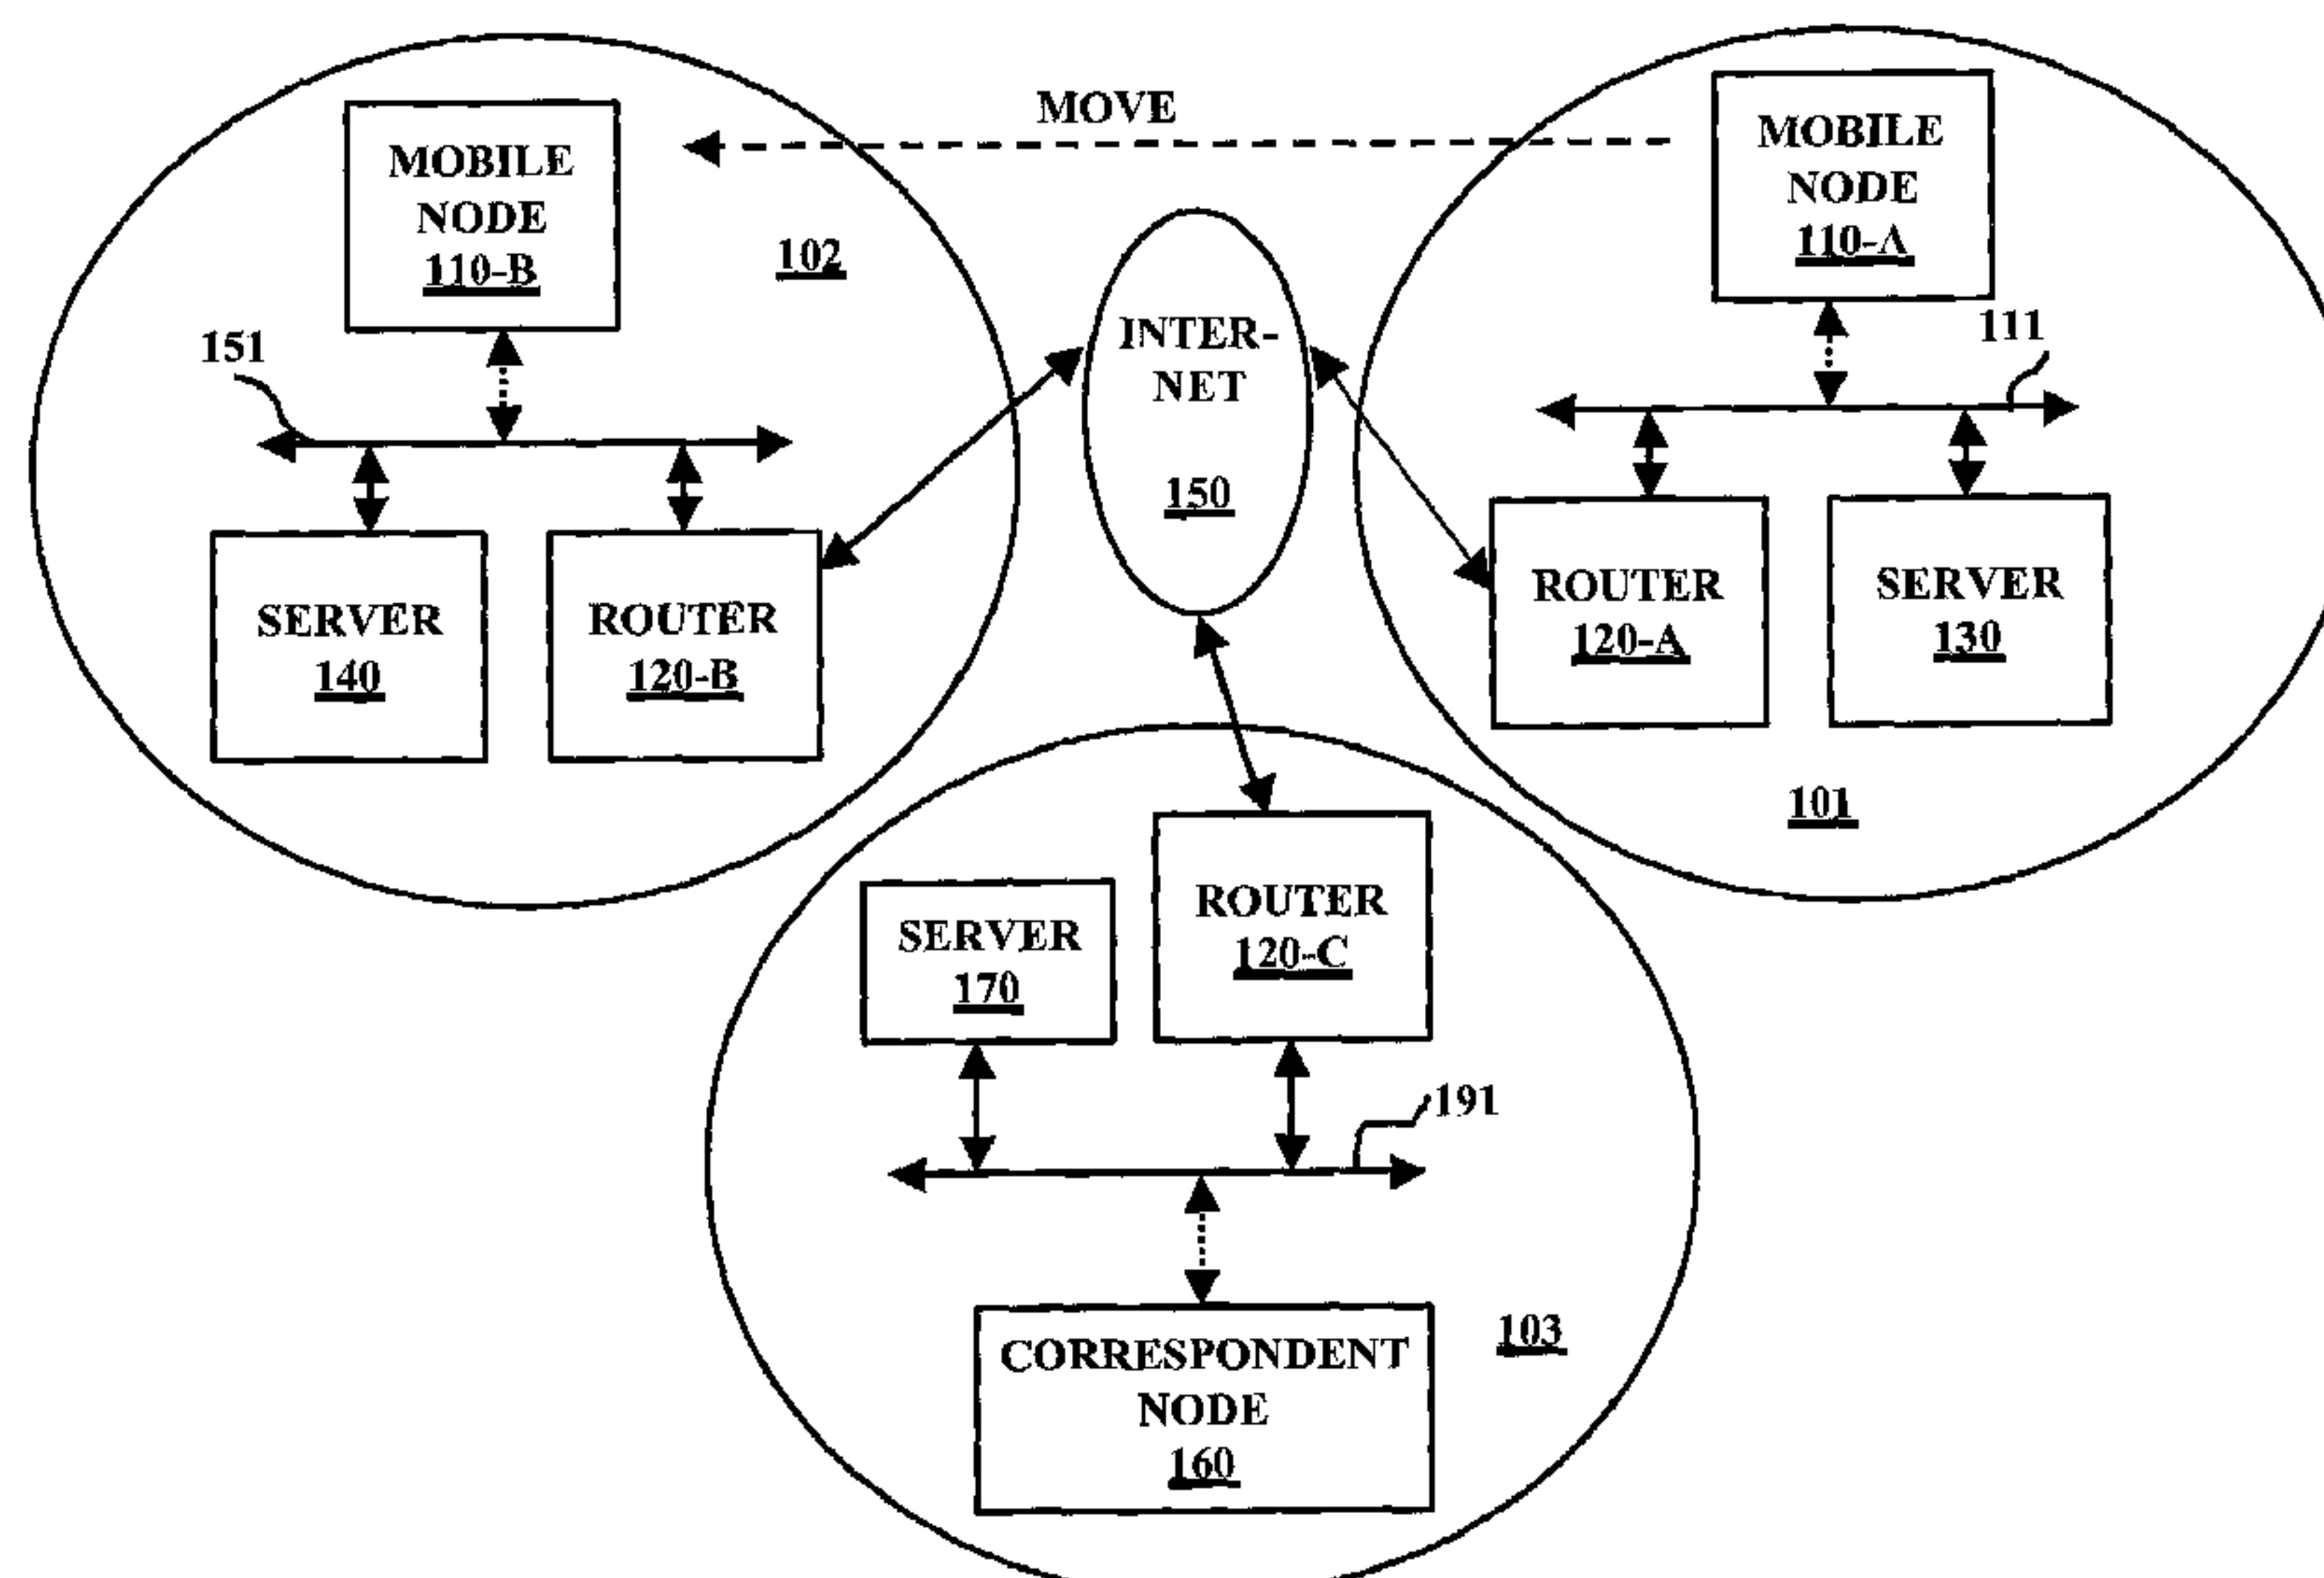 MOVE
MOBILE
NODE
110-B
102
151
SERVER
140
ROUTER
120-B
INTER-
NET
150
MOBILE
NODE
110-A
111
ROUTER
120-A
SERVER
130
101
SERVER
170
ROUTER
120-C
191
CORRESPONDENT
NODE
160
103